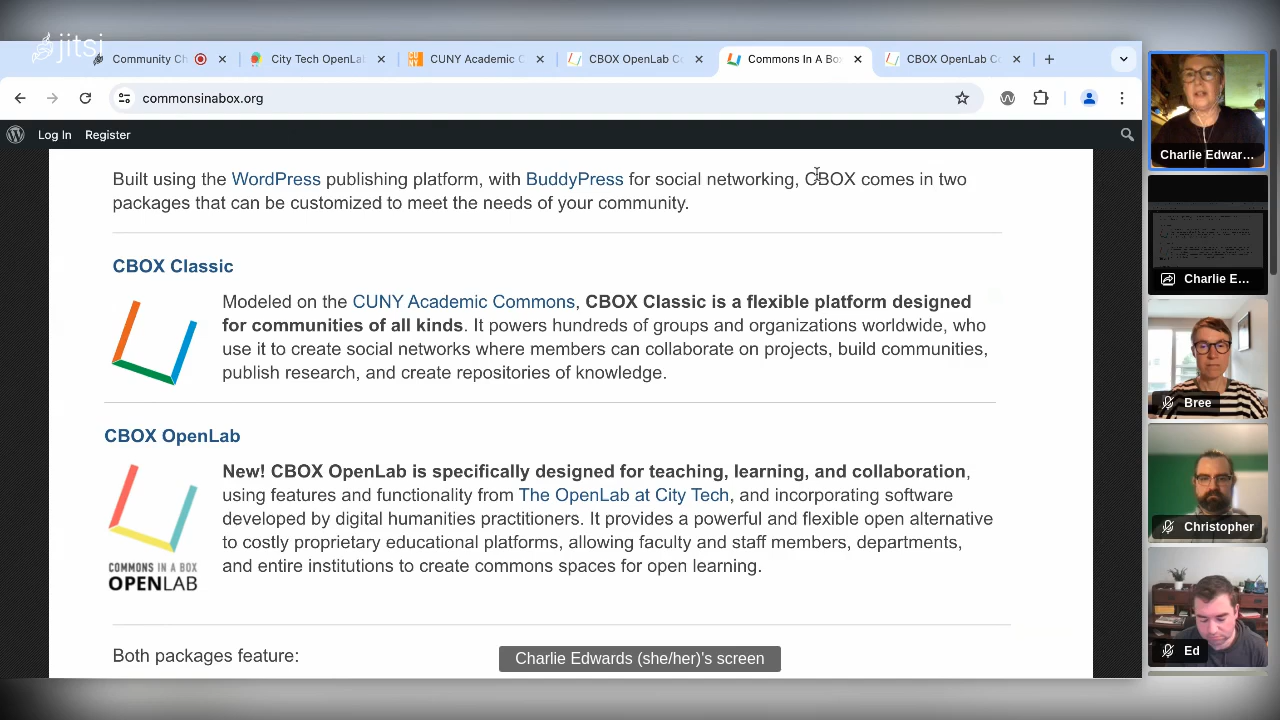 jitsi
Community Ch
City Tech OpenLa
CUNY Academic C
CBOX OpenLab C
Commons In A Bo
CBOX OpenLab C
commonsinabox.org
Log In
Register
Built using the WordPress publishing platform, with BuddyPress for social networking, CBOX comes in two
packages that can be customized to meet the needs of your community.
CBOX Classic
Modeled on the CUNY Academic Commons, CBOX Classic is a flexible platform designed
for communities of all kinds. It powers hundreds of groups and organizations worldwide, who
use it to create social networks where members can collaborate on projects, build communities,
publish research, and create repositories of knowledge.
CBOX OpenLab
New! CBOX OpenLab is specifically designed for teaching, learning, and collaboration,
using features and functionality from The OpenLab at City Tech, and incorporating software
developed by digital humanities practitioners. It provides a powerful and flexible open alternative
to costly proprietary educational platforms, allowing faculty and staff members, departments,
and entire institutions to create commons spaces for open learning.
COMMONS IN A BOX
OPENLAB
Both packages feature:
Charlie Edwards (she/her)'s screen
Charlie Edwar...
Charlie E...
Bree
Christopher
Ed